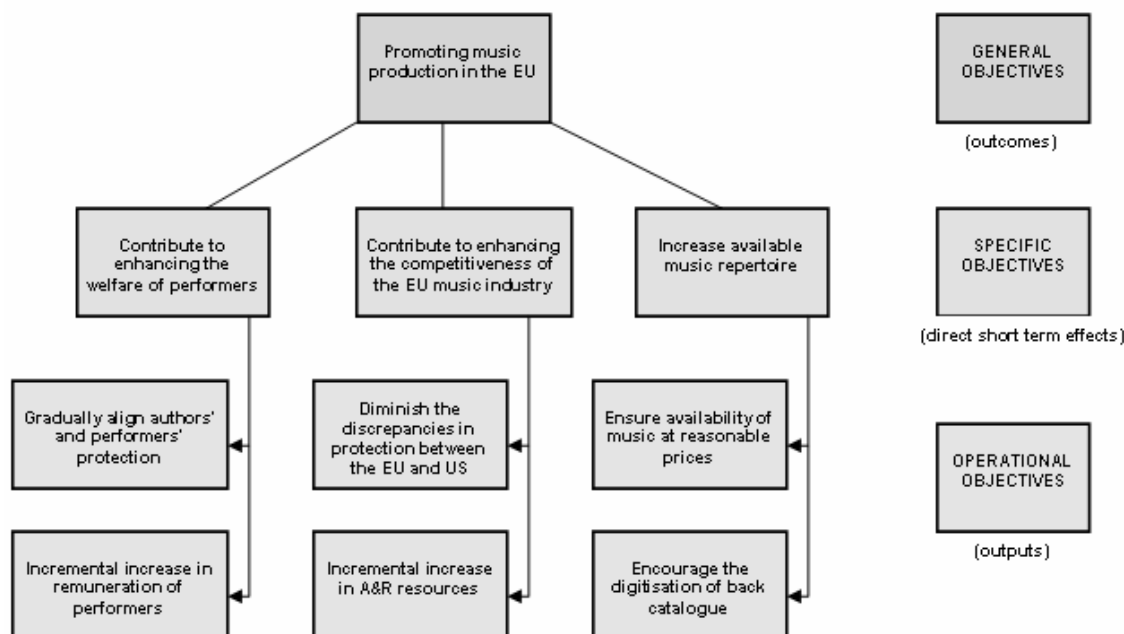 Promoting music
production in the EU
GENERAL
OBJECTIVES
(outcomes)
Contribute to
enhancing the
welfare of performers
Contribute to enhancing
the competitiveness of
the EU music industry
Increase available
music repertoire
SPECIFIC
OBJECTIVES
(direct short term effects)
Gradually align authors'
and performers'
protection
Diminish the
discrepancies in
protection between
the EU and US
Ensure availability of
music at reasonable
prices
OPERATIONAL
OBJECTIVES
(outputs)
Incremental increase in
remuneration of
performers
Incremental increase
in A&R resources
Encourage the
digitisation of back
catalogue